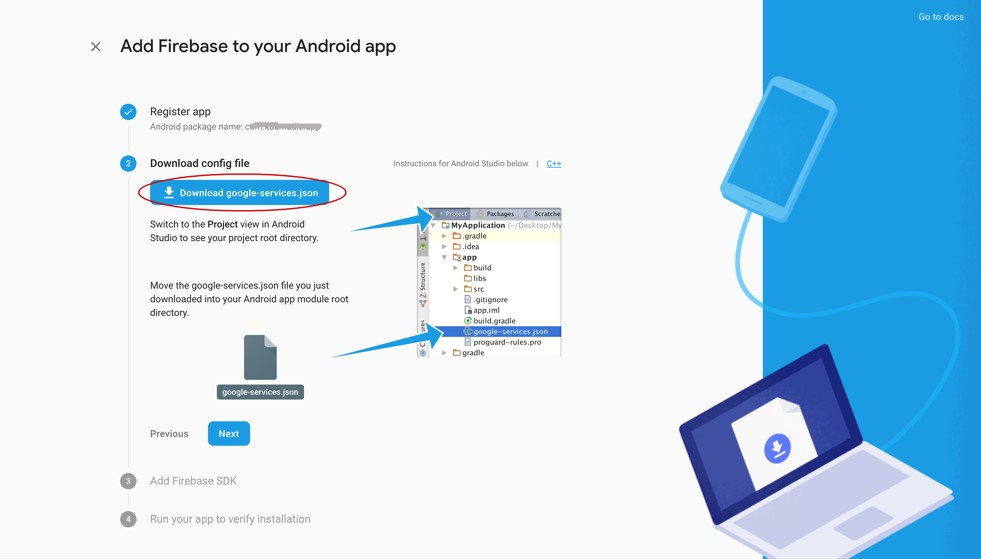 Go to docs
Add Firebase to your Android app
Register app
Android package name:
2
Download config file
Instructions for Android Studio below | C++
Download google-services.json
Switch to the Project view in Android
Studio to see your project root directory.
Project Packages Scratche
MyApplication (~/Desktop/My
.gradle
.idea
app
build
libs
src
.gitignore
app.iml
build.gradle
google-services.json
proguard-rules.pro
gradle
Z: Structure
Move the google-services.json file you just
downloaded into your Android app module root
directory.
google-services.json
Previous
Next
3
Add Firebase SDK
4
Run your app to verify installation